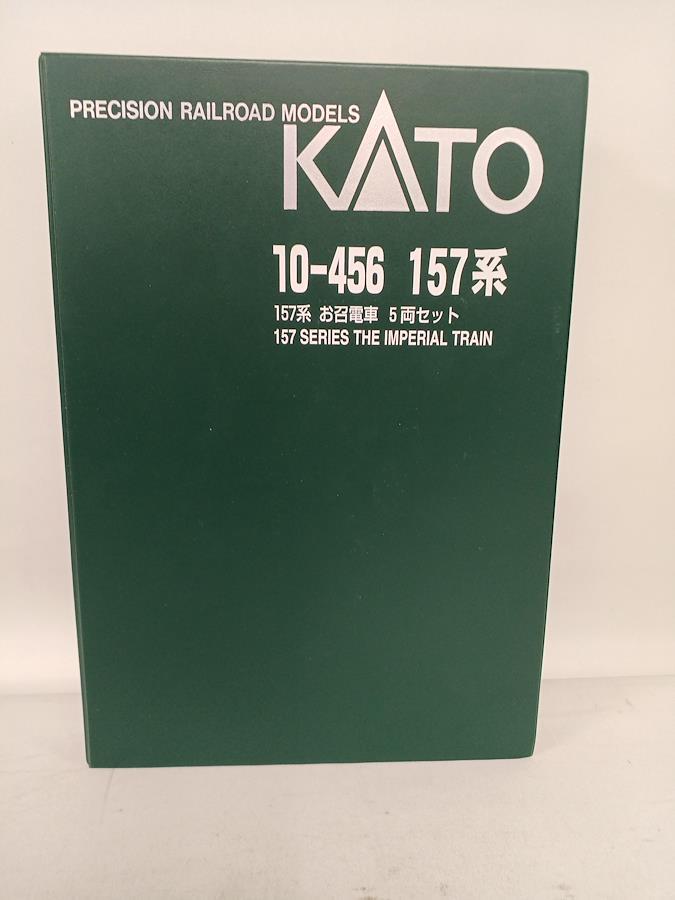 PRECISION RAILROAD MODELS
KATO
10-456 157系
157系 お召電車 5両セット
157 SERIES THE IMPERIAL TRAIN